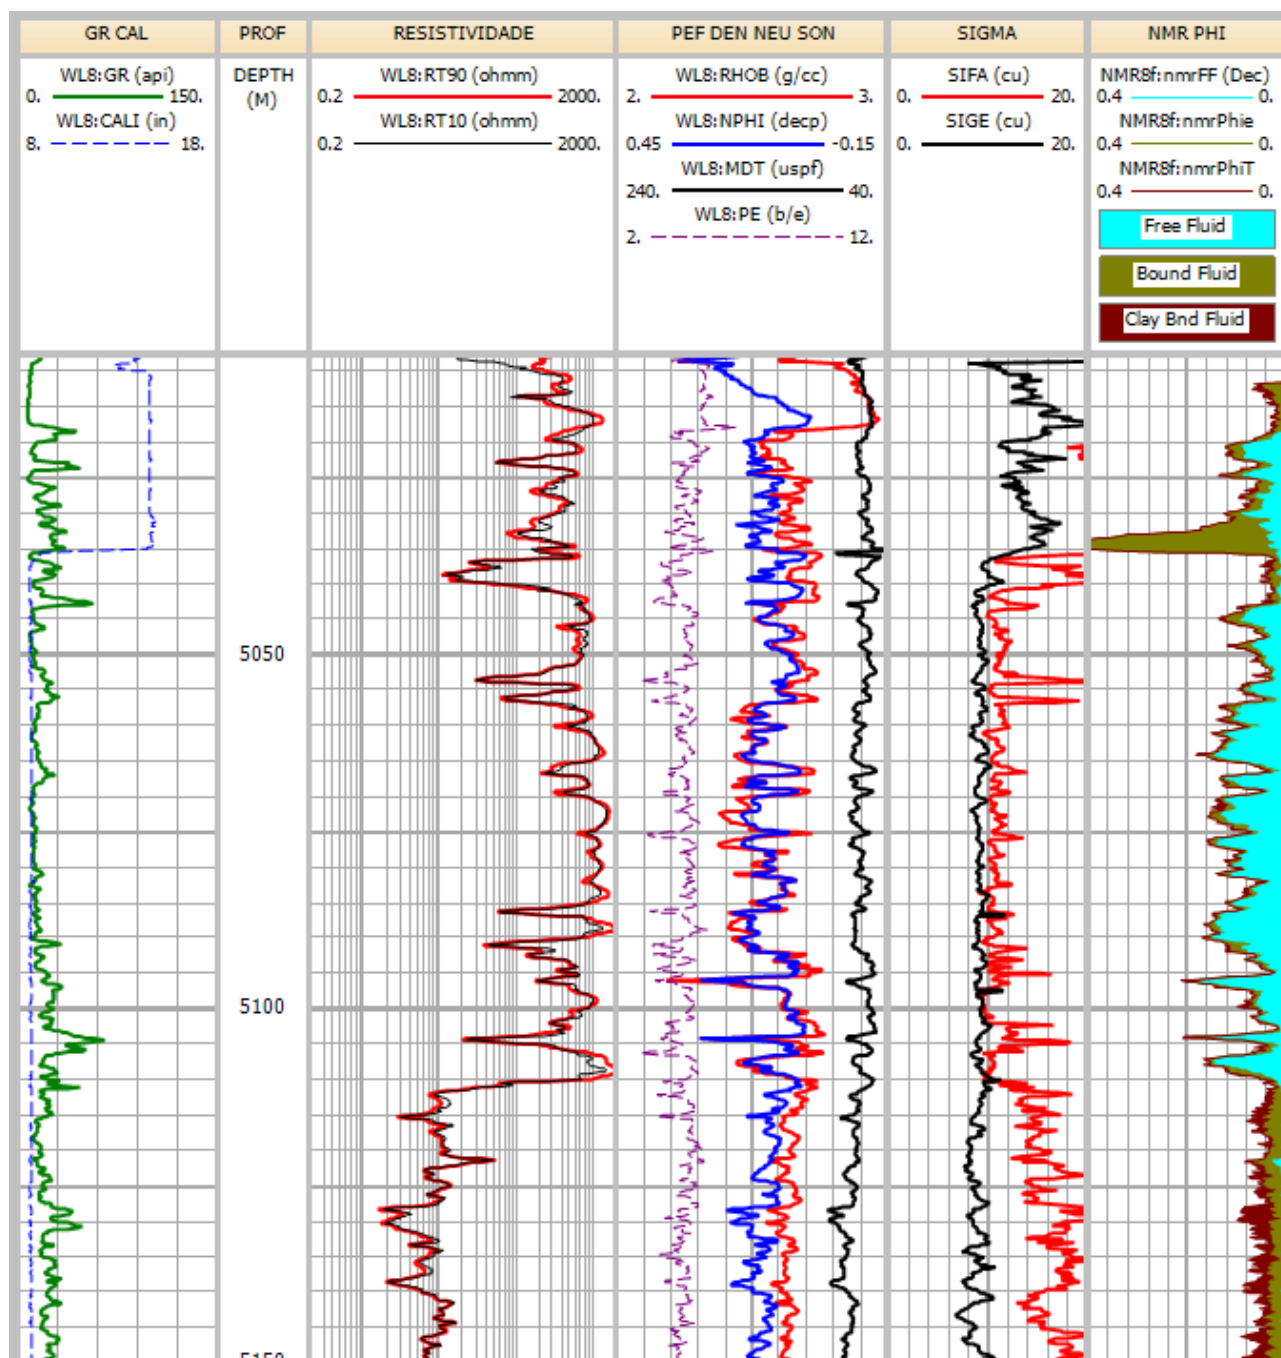 GR CAL PROF RESISTIVIDADE PEF DEN NEU SON SIGMA NMR PHI
WL8:GR (api)
0. 150.
WL8:CALI (in)
8. 18.
DEPTH
(M)
WL8:RT90 (ohmm)
0.2 2000.
WL8:RT10 (ohmm)
0.2 2000.
WL8:RHOB (g/cc)
2. 3.
WL8:NPHI (decp)
0.45 -0.15
WL8:MDT (uspf)
240. 40.
WL8:PE (b/e)
2. 12.
SIFA (cu)
0. 20.
SIGE (cu)
0. 20.
NMR8f:nmrFF (Dec)
0.4 0.
NMR8f:nmrPhie
0.4 0.
NMR8f:nmrPhiT
0.4 0.
Free Fluid
Bound Fluid
Clay Bnd Fluid
5050
5100
5150